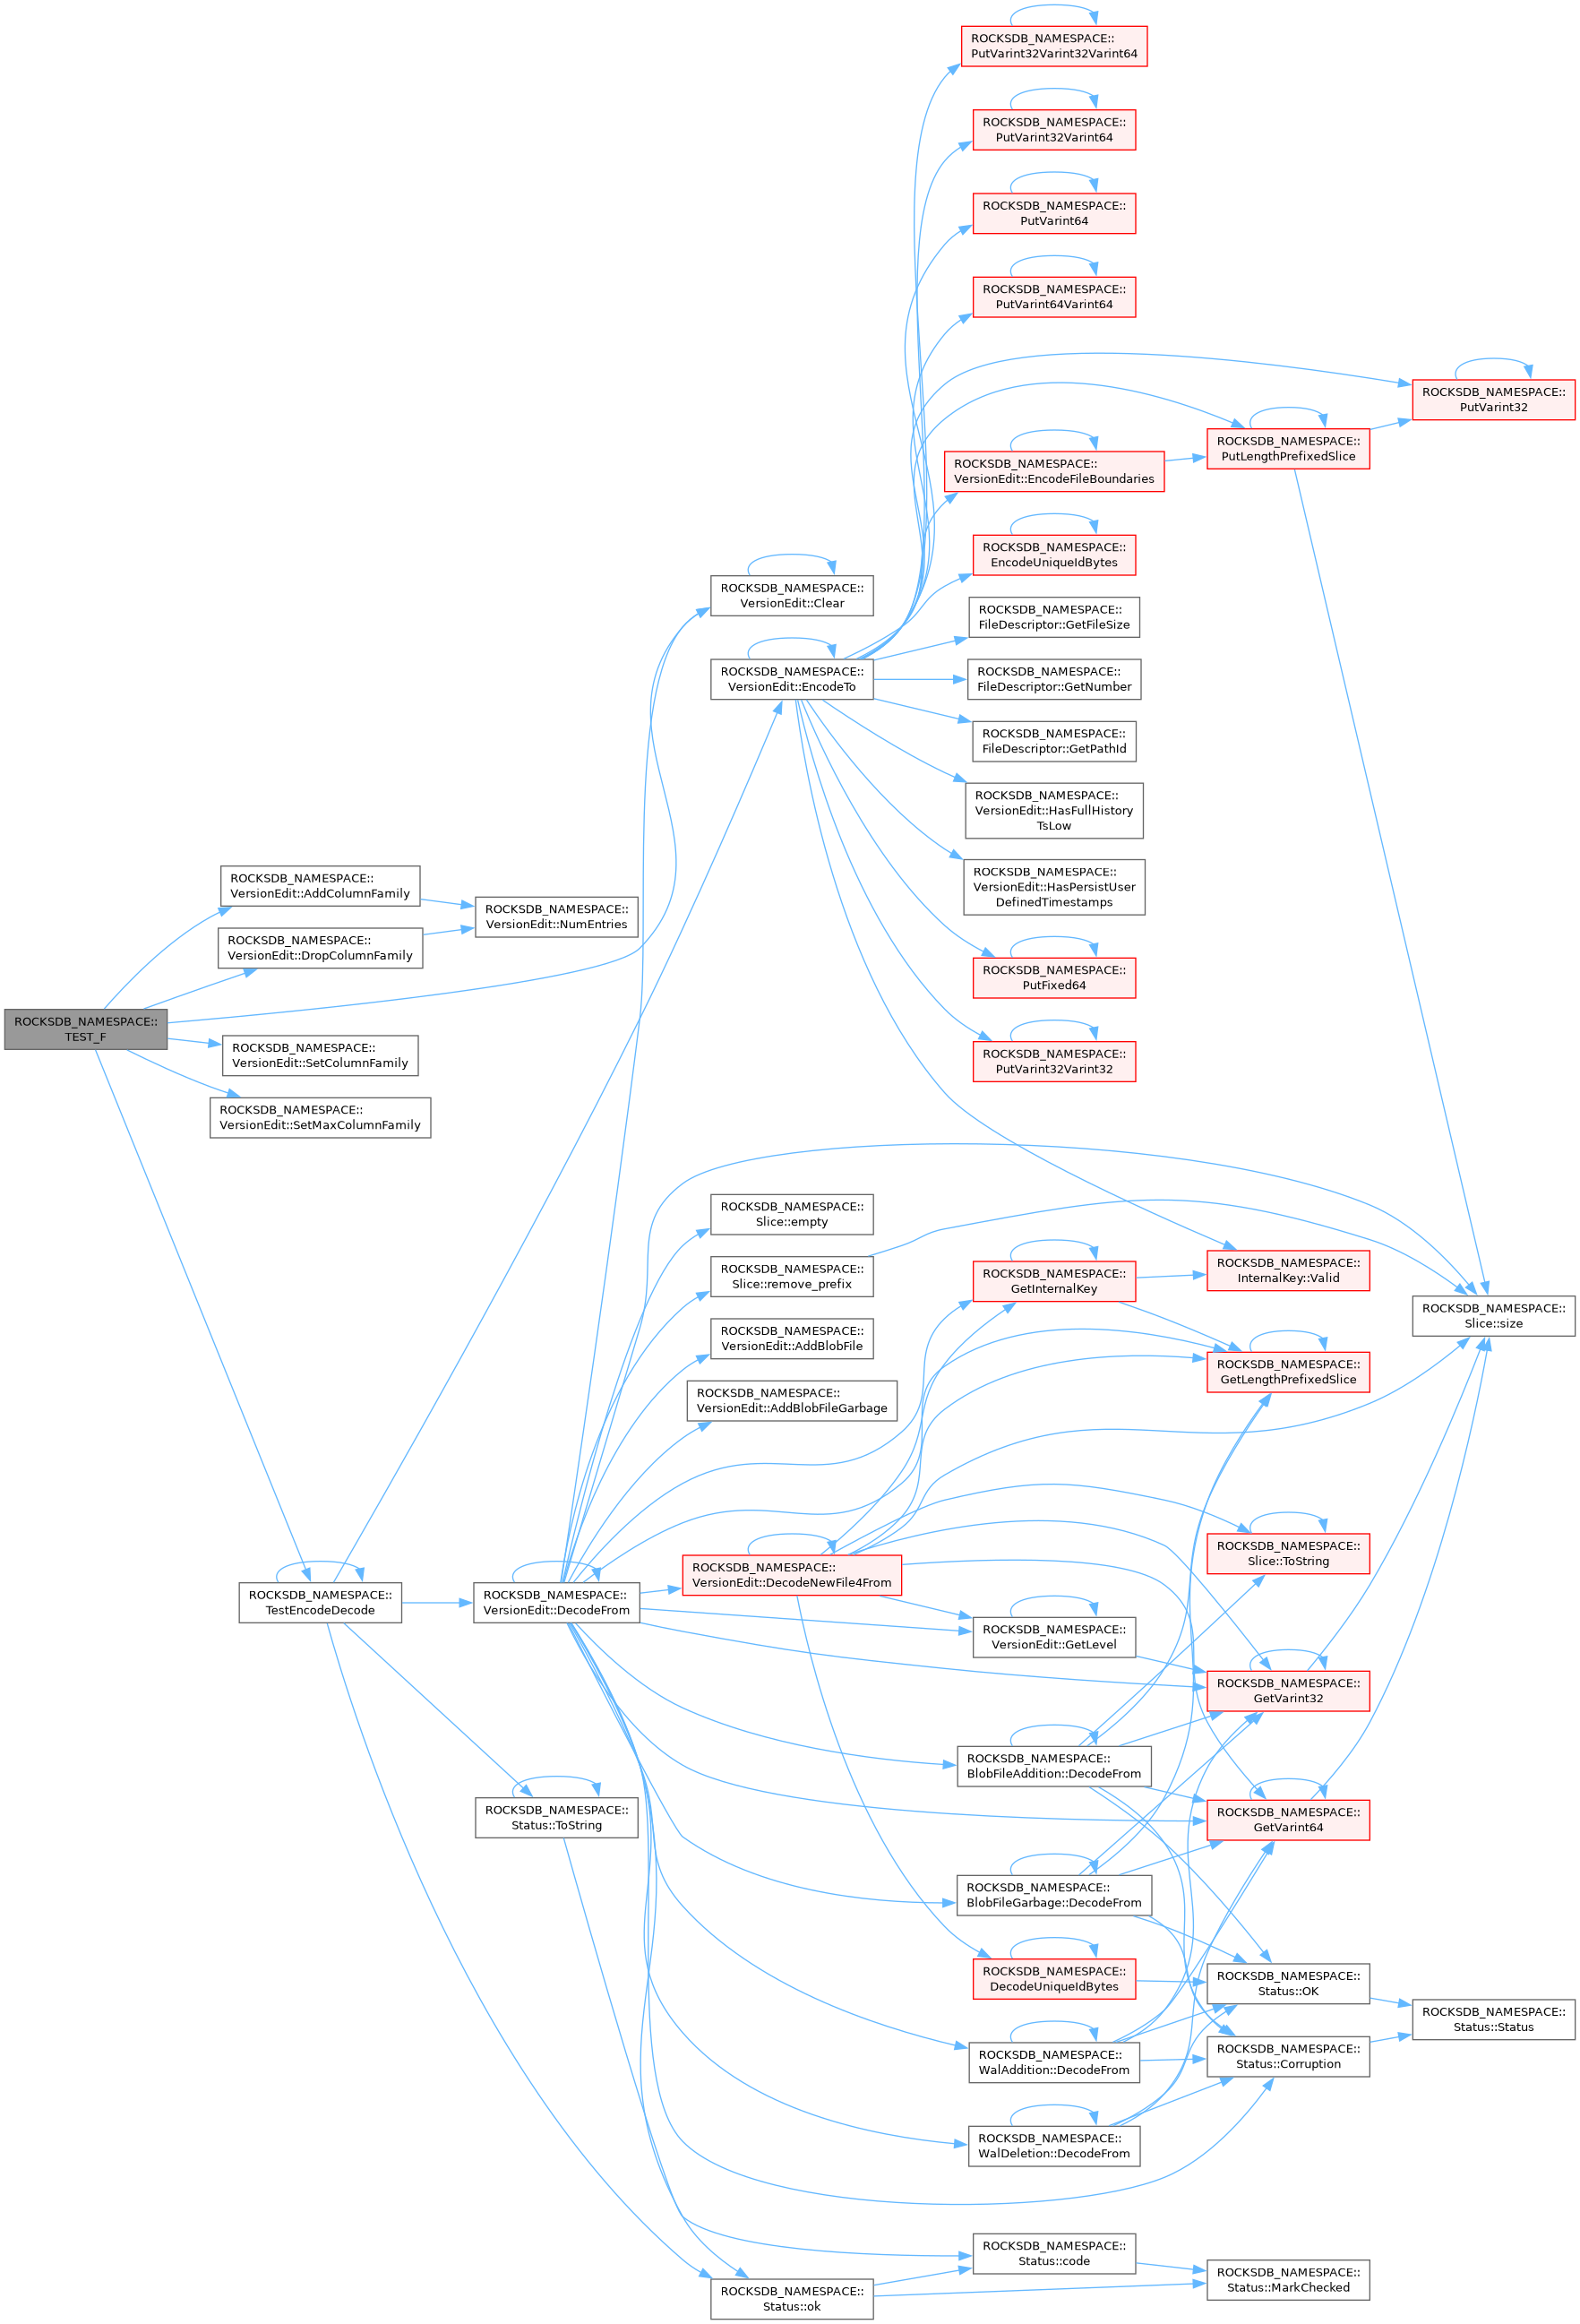 ROCKSDB_NAMESPACE::
TEST_F
ROCKSDB_NAMESPACE::
VersionEdit::AddColumnFamily
ROCKSDB_NAMESPACE::
VersionEdit::DropColumnFamily
ROCKSDB_NAMESPACE::
VersionEdit::SetColumnFamily
ROCKSDB_NAMESPACE::
VersionEdit::SetMaxColumnFamily
ROCKSDB_NAMESPACE::
TestEncodeDecode
ROCKSDB_NAMESPACE::
VersionEdit::NumEntries
ROCKSDB_NAMESPACE::
VersionEdit::DecodeFrom
ROCKSDB_NAMESPACE::
Status::ToString
ROCKSDB_NAMESPACE::
VersionEdit::Clear
ROCKSDB_NAMESPACE::
VersionEdit::EncodeTo
ROCKSDB_NAMESPACE::
Slice::empty
ROCKSDB_NAMESPACE::
Slice::remove_prefix
ROCKSDB_NAMESPACE::
VersionEdit::AddBlobFile
ROCKSDB_NAMESPACE::
VersionEdit::AddBlobFileGarbage
ROCKSDB_NAMESPACE::
VersionEdit::DecodeNewFile4From
ROCKSDB_NAMESPACE::
Status::ok
ROCKSDB_NAMESPACE::
PutVarint32Varint32Varint64
ROCKSDB_NAMESPACE::
PutVarint32Varint64
ROCKSDB_NAMESPACE::
PutVarint64
ROCKSDB_NAMESPACE::
PutVarint64Varint64
ROCKSDB_NAMESPACE::
VersionEdit::EncodeFileBoundaries
ROCKSDB_NAMESPACE::
EncodeUniqueIdBytes
ROCKSDB_NAMESPACE::
FileDescriptor::GetFileSize
ROCKSDB_NAMESPACE::
FileDescriptor::GetNumber
ROCKSDB_NAMESPACE::
FileDescriptor::GetPathId
ROCKSDB_NAMESPACE::
VersionEdit::HasFullHistory
TsLow
ROCKSDB_NAMESPACE::
VersionEdit::HasPersistUser
DefinedTimestamps
ROCKSDB_NAMESPACE::
PutFixed64
ROCKSDB_NAMESPACE::
PutVarint32Varint32
ROCKSDB_NAMESPACE::
GetInternalKey
ROCKSDB_NAMESPACE::
VersionEdit::GetLevel
ROCKSDB_NAMESPACE::
BlobFileAddition::DecodeFrom
ROCKSDB_NAMESPACE::
BlobFileGarbage::DecodeFrom
ROCKSDB_NAMESPACE::
DecodeUniqueIdBytes
ROCKSDB_NAMESPACE::
WalAddition::DecodeFrom
ROCKSDB_NAMESPACE::
WalDeletion::DecodeFrom
ROCKSDB_NAMESPACE::
Status::code
ROCKSDB_NAMESPACE::
PutLengthPrefixedSlice
ROCKSDB_NAMESPACE::
InternalKey::Valid
ROCKSDB_NAMESPACE::
GetLengthPrefixedSlice
ROCKSDB_NAMESPACE::
Slice::ToString
ROCKSDB_NAMESPACE::
GetVarint32
ROCKSDB_NAMESPACE::
GetVarint64
ROCKSDB_NAMESPACE::
Status::OK
ROCKSDB_NAMESPACE::
Status::Corruption
ROCKSDB_NAMESPACE::
Status::MarkChecked
ROCKSDB_NAMESPACE::
PutVarint32
ROCKSDB_NAMESPACE::
Slice::size
ROCKSDB_NAMESPACE::
Status::Status